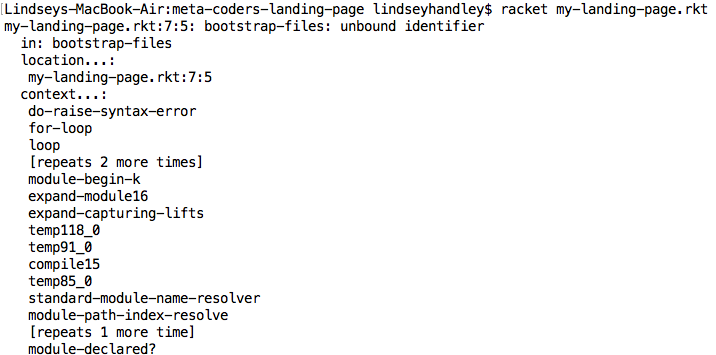 Lindseys-MacBook-Air:meta-coders-landing-page lindseyhandley$ racket my-landing-page.rkt
my-landing-page.rkt:7:5: bootstrap-files: unbound identifier
  in: bootstrap-files
  location...:
   my-landing-page.rkt:7:5
  context...:
   do-raise-syntax-error
   for-loop
   loop
   [repeats 2 more times]
   module-begin-k
   expand-module16
   expand-capturing-lifts
   temp118_0
   temp91_0
   compile15
   temp85_0
   standard-module-name-resolver
   module-path-index-resolve
   [repeats 1 more time]
   module-declared?